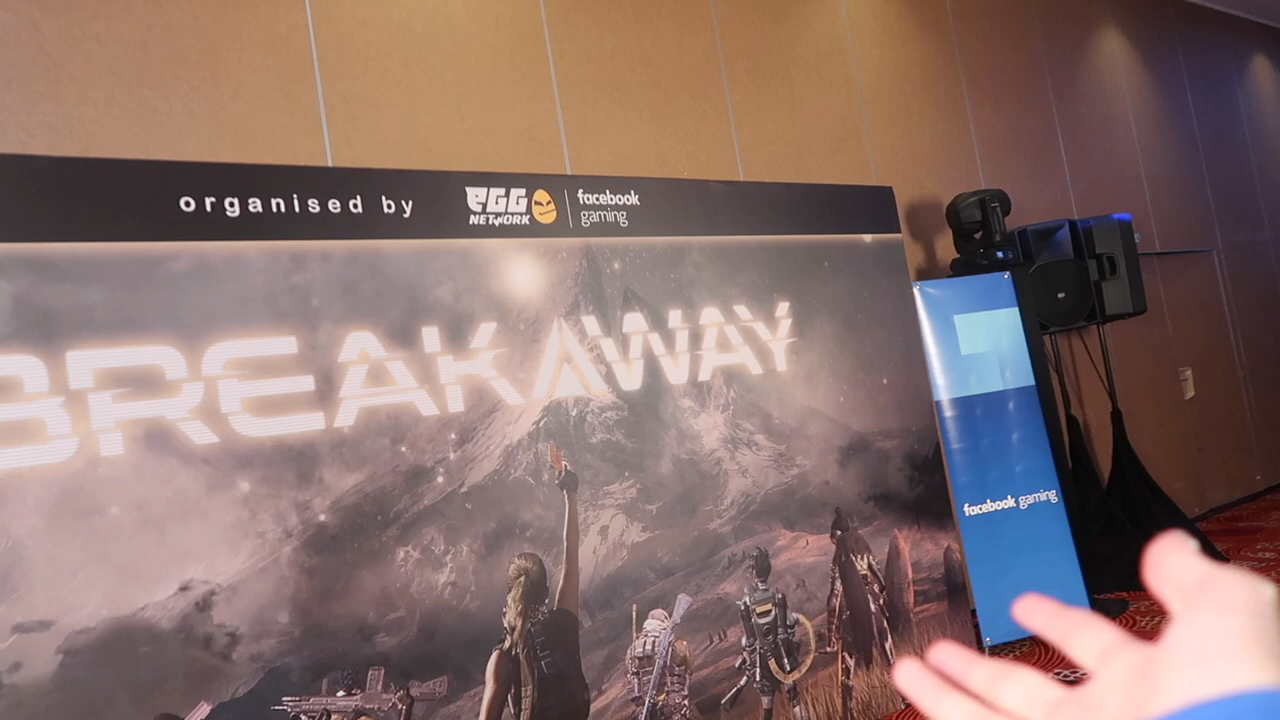 organised by
eGG
NETWORK
facebook
gaming
BREAKAWAY
facebook gaming